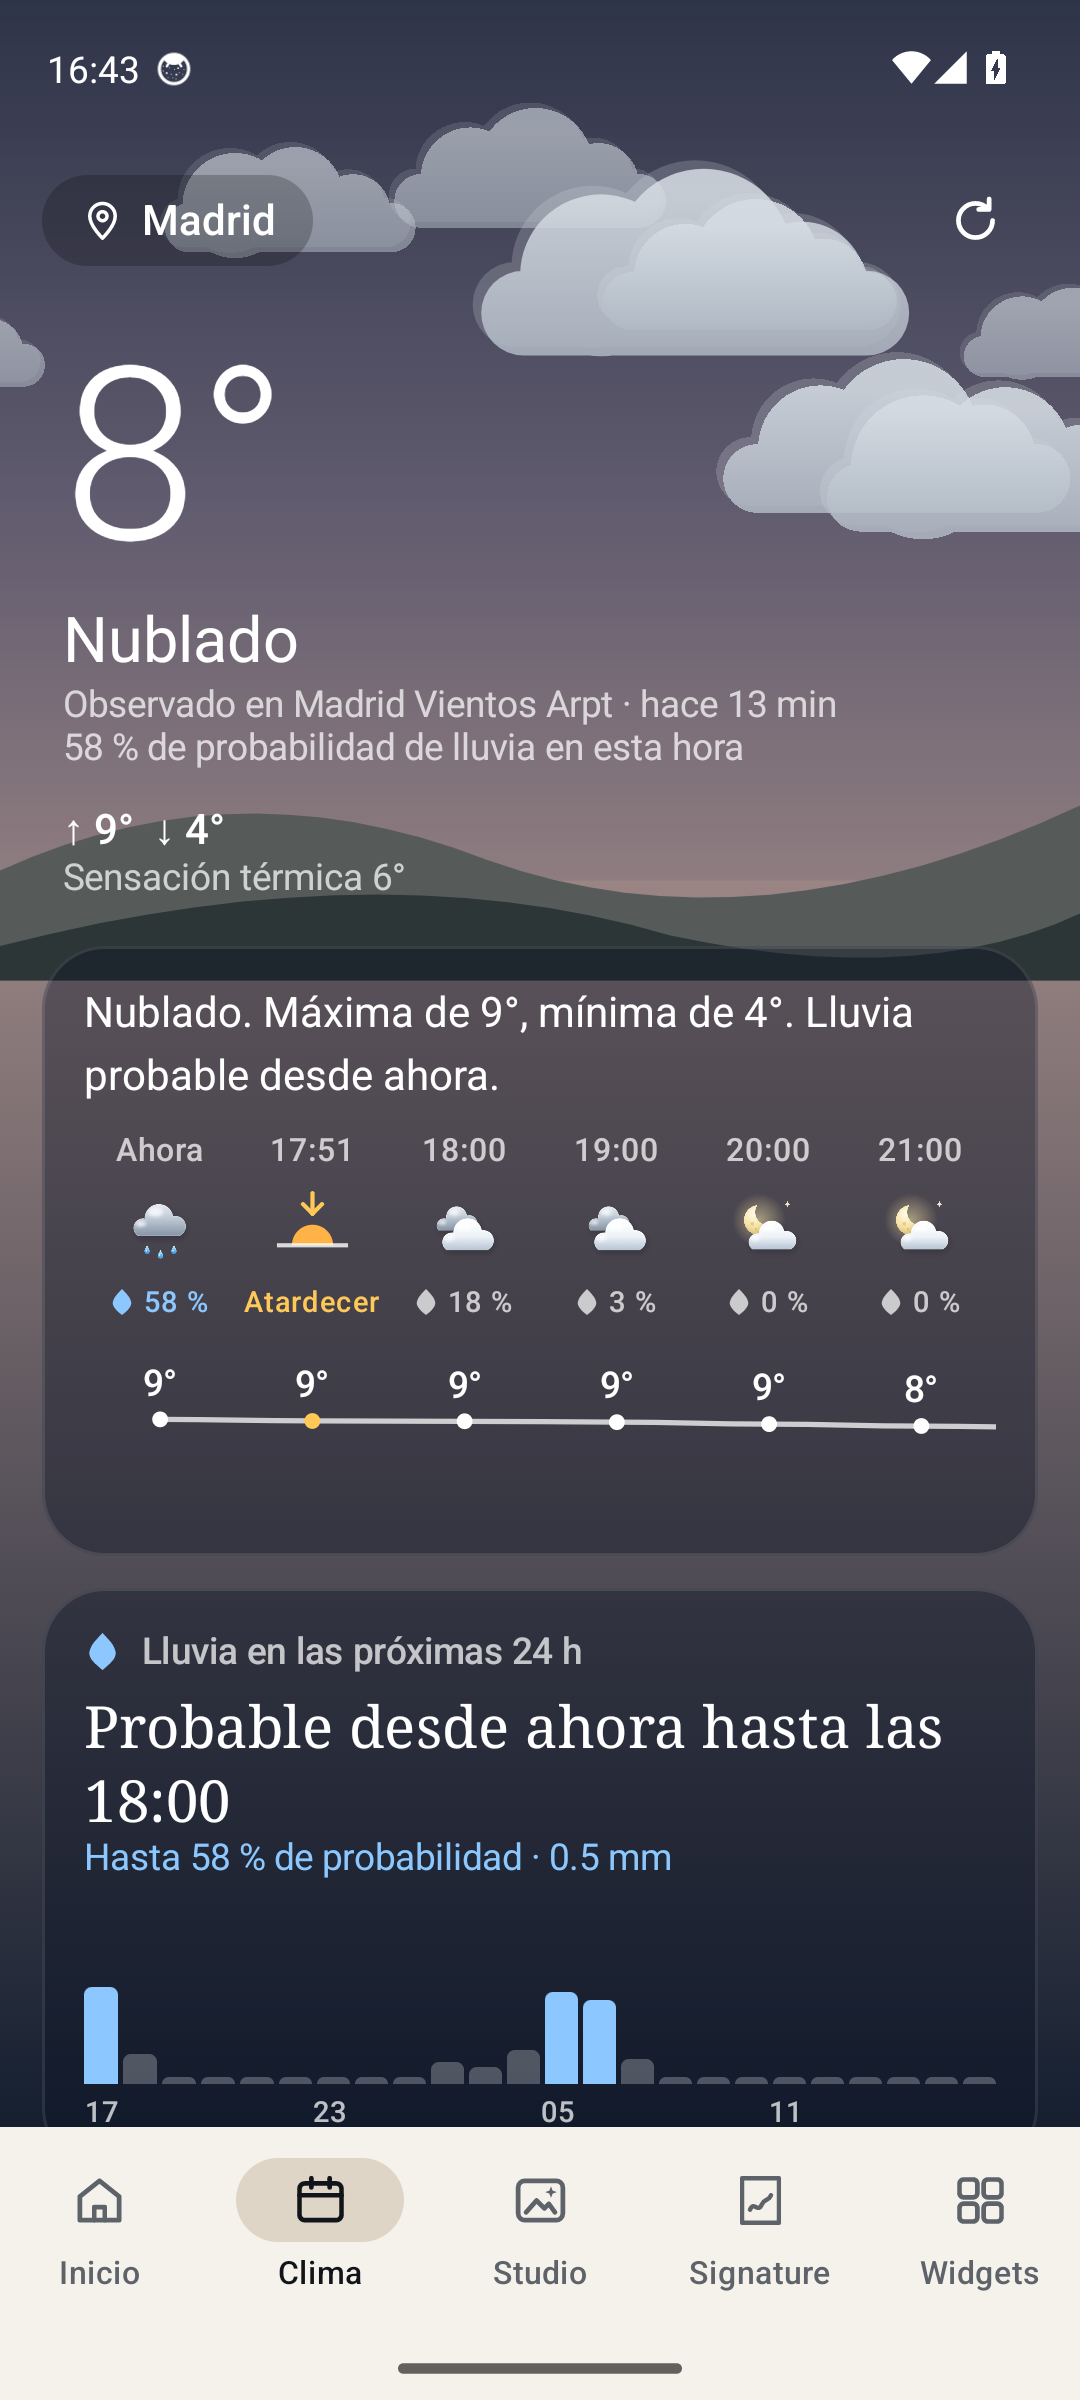 16:43
Madrid
8°
Nublado
Observado en Madrid Vientos Arpt · hace 13 min
58 % de probabilidad de lluvia en esta hora
↑ 9° ↓ 4°
Sensación térmica 6°
Nublado. Máxima de 9°, mínima de 4°. Lluvia
probable desde ahora.
Ahora 17:51 18:00 19:00 20:00 21:00
58 % Atardecer 18 % 3 % 0 % 0 %
9° 9° 9° 9° 9° 8°
Lluvia en las próximas 24 h
Probable desde ahora hasta las
18:00
Hasta 58 % de probabilidad · 0.5 mm
17 23 05 11
Inicio Clima Studio Signature Widgets